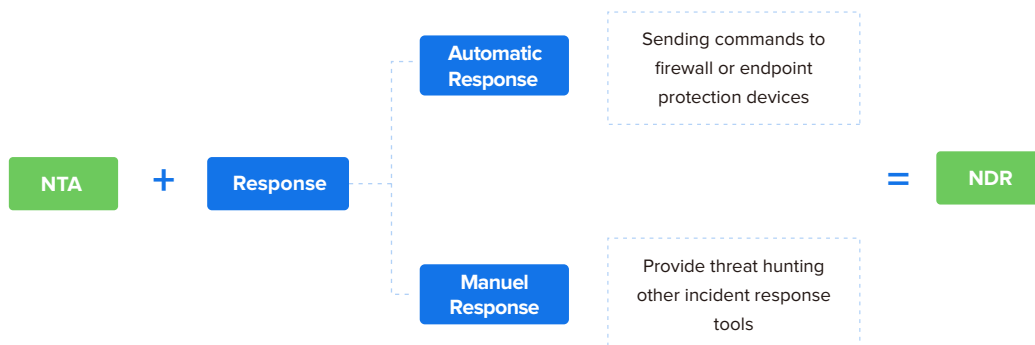 NTA
+
Response
Automatic
Response
Sending commands to
firewall or endpoint
protection devices
Manuel
Response
Provide threat hunting
other incident response
tools
=
NDR